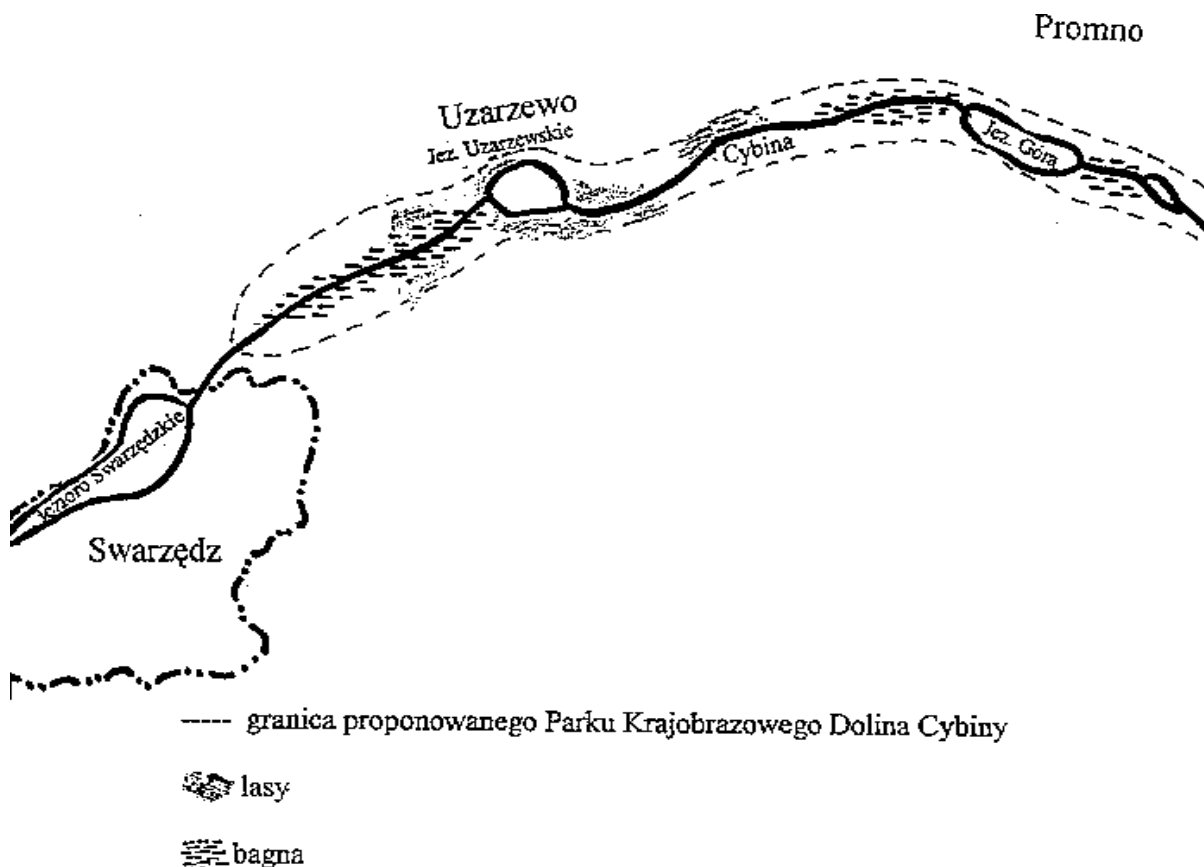 Promno
Uzarzewo
Jez. Uzarzewskie
Cybina
Jez. Góra
Jezioro Swarzędzkie
Swarzędz
granica proponowanego Parku Krajobrazowego Dolina Cybiny
lasy
bagna